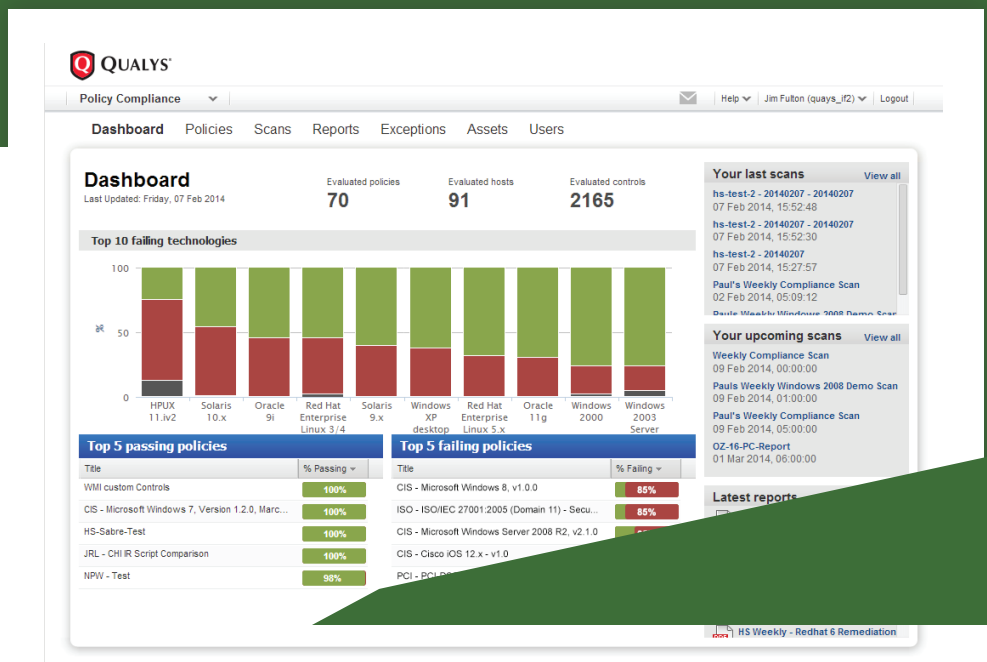 QUALYS
Policy Compliance
Help
Jim Fulton (quays_if2)
Logout
Dashboard Policies Scans Reports Exceptions Assets Users
Dashboard
Last Updated: Friday, 07 Feb 2014
Evaluated policies
70
Evaluated hosts
91
Evaluated controls
2165
Top 10 failing technologies
%
100
50
0
HPUX
11.iv2
Solaris
10.x
Oracle
9i
Red Hat
Enterprise
Linux 3/4
Solaris
9.x
Windows
XP
desktop
Red Hat
Enterprise
Linux 5.x
Oracle
11g
Windows
2000
Windows
2003
Server
Top 5 passing policies
Title % Passing
WMI custom Controls 100%
CIS - Microsoft Windows 7, Version 1.2.0, Marc... 100%
HS-Sabre-Test 100%
JRL - CHI IR Script Comparison 100%
NPW - Test 98%
Top 5 failing policies
Title % Failing
CIS - Microsoft Windows 8, v1.0.0 85%
ISO - ISO/IEC 27001:2005 (Domain 11) - Secu... 85%
CIS - Microsoft Windows Server 2008 R2, v2.1.0
CIS - Cisco iOS 12.x - v1.0
PCI - PCI
Your last scans View all
hs-test-2 - 20140207 - 20140207
07 Feb 2014, 15:52:48
hs-test-2 - 20140207 - 20140207
07 Feb 2014, 15:52:30
hs-test-2 - 20140207
07 Feb 2014, 15:27:57
Paul's Weekly Compliance Scan
02 Feb 2014, 05:09:12
Pauls Weekly Windows 2008 Demo Scan
Your upcoming scans View all
Weekly Compliance Scan
09 Feb 2014, 00:00:00
Pauls Weekly Windows 2008 Demo Scan
09 Feb 2014, 01:00:00
Paul's Weekly Compliance Scan
09 Feb 2014, 05:00:00
OZ-16-PC-Report
01 Mar 2014, 06:00:00
Latest reports
HS Weekly - Redhat 6 Remediation